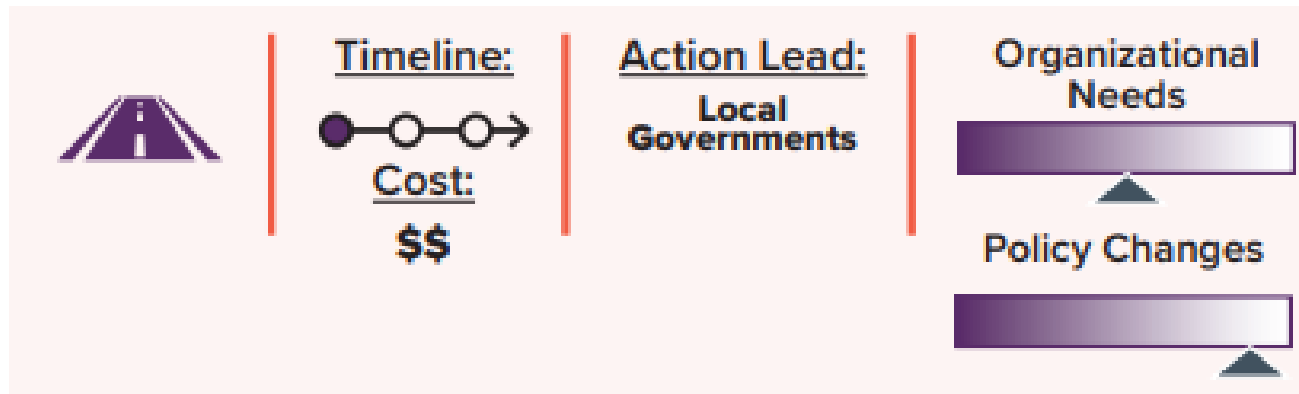 Timeline:
Cost:
$$
Action Lead:
Local
Governments
Organizational
Needs
Policy Changes